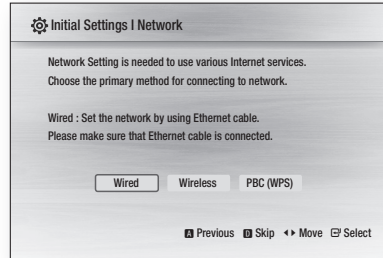 Initial Settings I Network
Network Setting is needed to use various Internet services.
Choose the primary method for connecting to network.
Wired : Set the network by using Ethernet cable.
Please make sure that Ethernet cable is connected.
Wired Wireless PBC (WPS)
A Previous D Skip Move Select